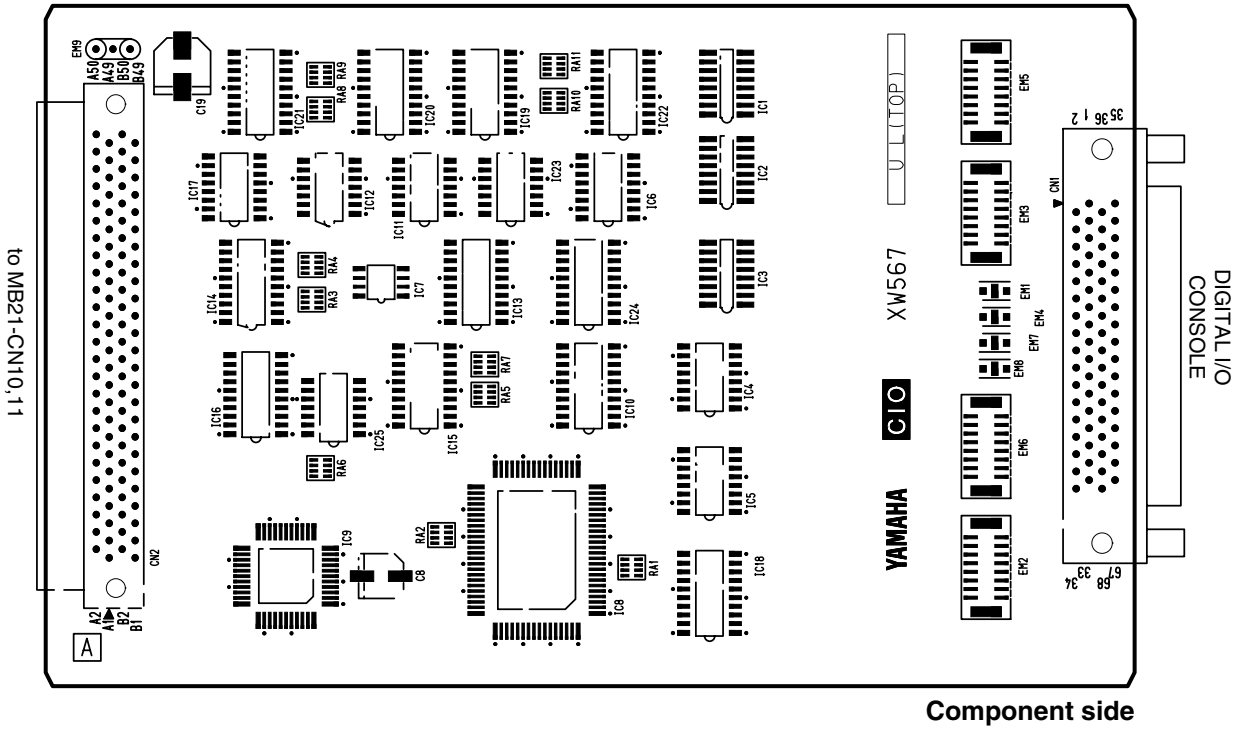 EM9
A50
A49
B50
B49
C19
IC21
RA9
RA8
IC20
IC19
RA11
RA10
IC22
IC1
U L(TOP)
EM5
35 36 1 2
IC17
IC12
IC11
IC23
IC6
IC2
EM3
CN1
to MB21-CN10,11
IC14
RA4
RA3
IC7
IC13
IC24
IC3
XW567
EM1
EM4
EM7
EM8
DIGITAL I/O
CONSOLE
IC16
IC25
RA6
IC15
RA7
RA5
IC10
IC4
CIO
EM6
IC5
CN2
IC9
C8
RA2
IC8
RA1
IC18
YAMAHA
EM2
34 33 68 67
A2
A1
B2
B1
A
Component side